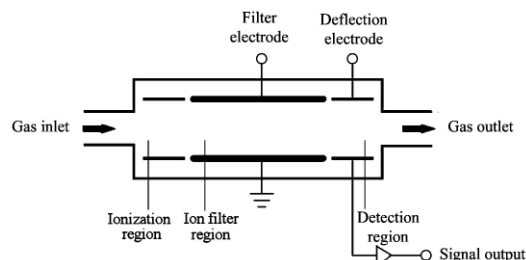 Filter
electrode
Deflection
electrode
Gas inlet
Gas outlet
Ionization
region
Ion filter
region
Detection
region
Signal output